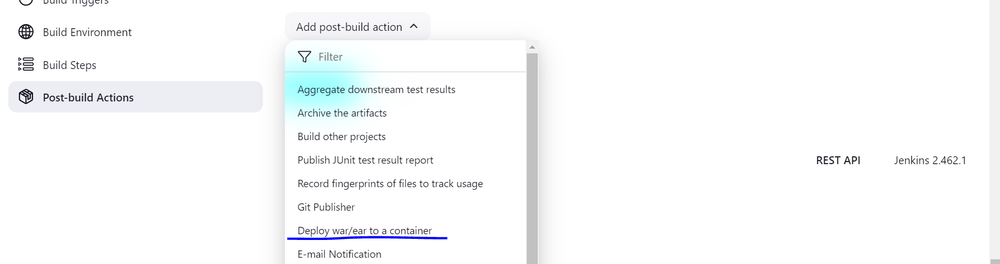 Build Triggers
Build Environment
Build Steps
Post-build Actions
Add post-build action
Filter
Aggregate downstream test results
Archive the artifacts
Build other projects
Publish JUnit test result report
Record fingerprints of files to track usage
Git Publisher
Deploy war/ear to a container
E-mail Notification
REST API
Jenkins 2.462.1